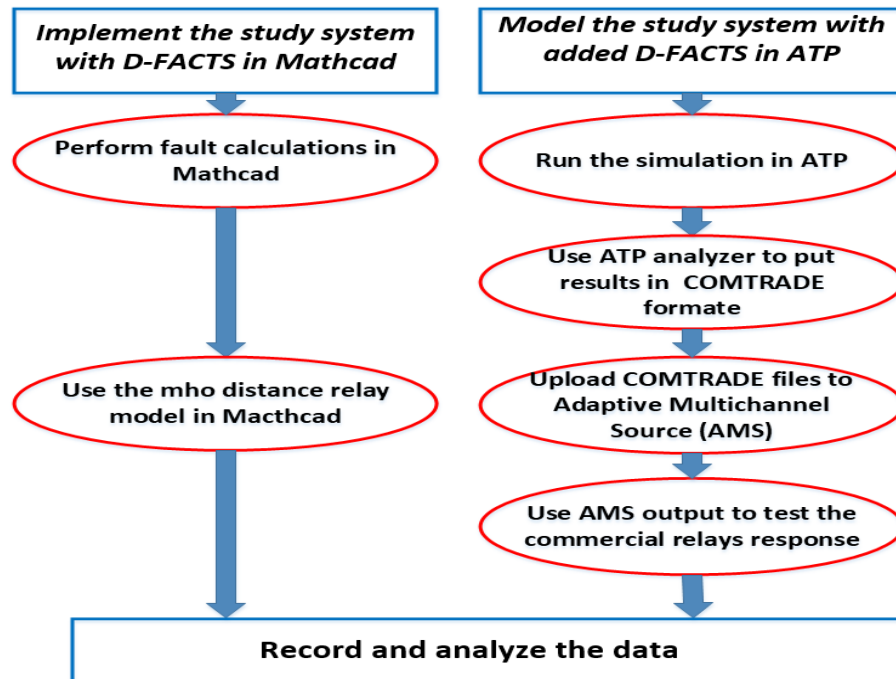 Implement the study system
with D-FACTS in Mathcad
Perform fault calculations in
Mathcad
Use the mho distance relay
model in Macthcad
Model the study system with
added D-FACTS in ATP
Run the simulation in ATP
Use ATP analyzer to put
results in COMTRADE
formate
Upload COMTRADE files to
Adaptive Multichannel
Source (AMS)
Use AMS output to test the
commercial relays response
Record and analyze the data